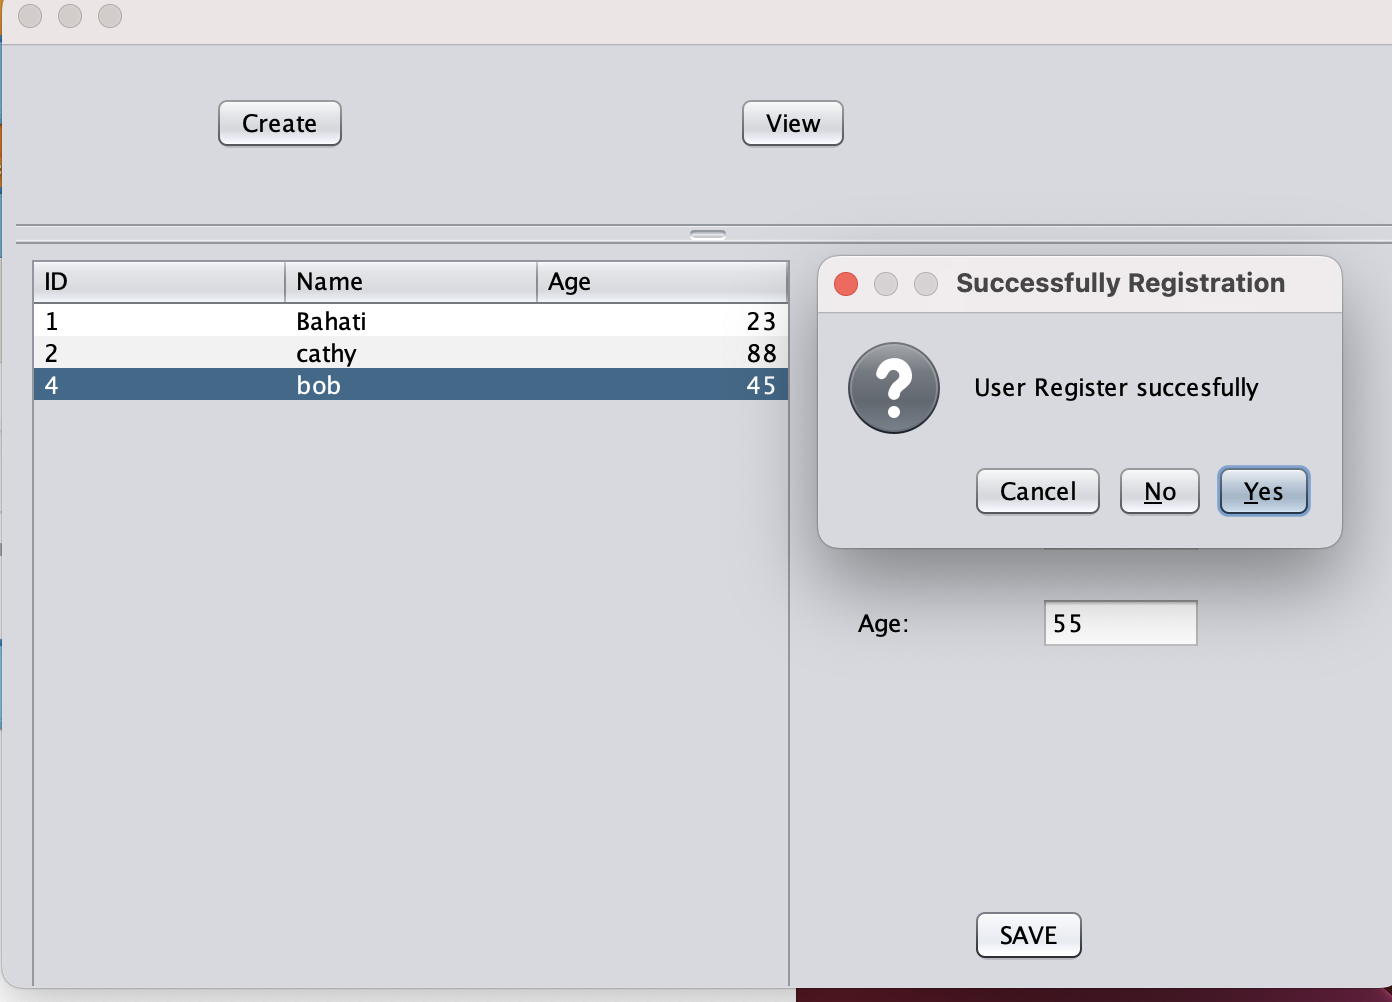 Create
View
ID Name Age
1 Bahati 23
2 cathy 88
4 bob 45
Successfully Registration
User Register succesfully
Cancel No Yes
Age: 55
SAVE